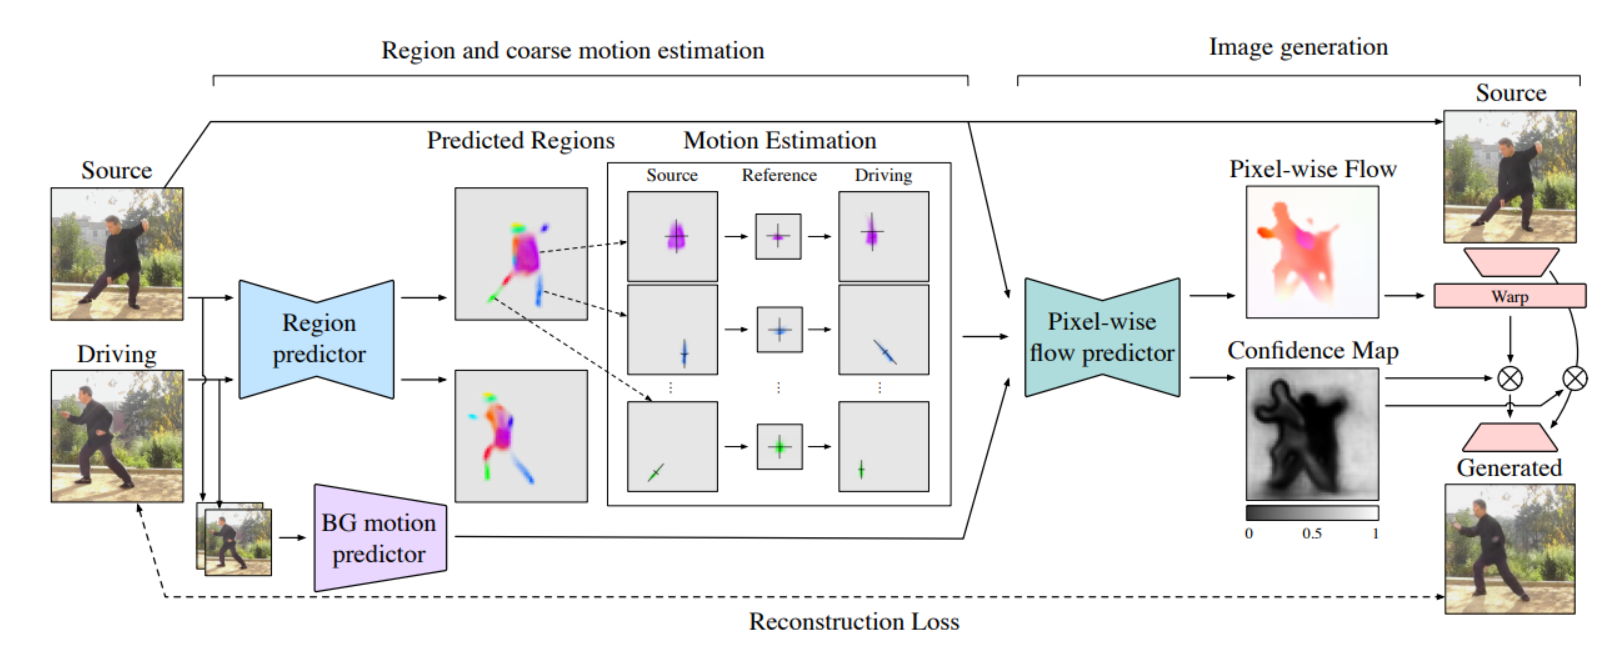 Region and coarse motion estimation
Image generation
Source
Predicted Regions
Motion Estimation
Source
Source
Reference
Driving
Pixel-wise Flow
Region
predictor
Driving
Pixel-wise
flow predictor
Warp
Confidence Map
BG motion
predictor
Generated
0
0.5
1
Reconstruction Loss